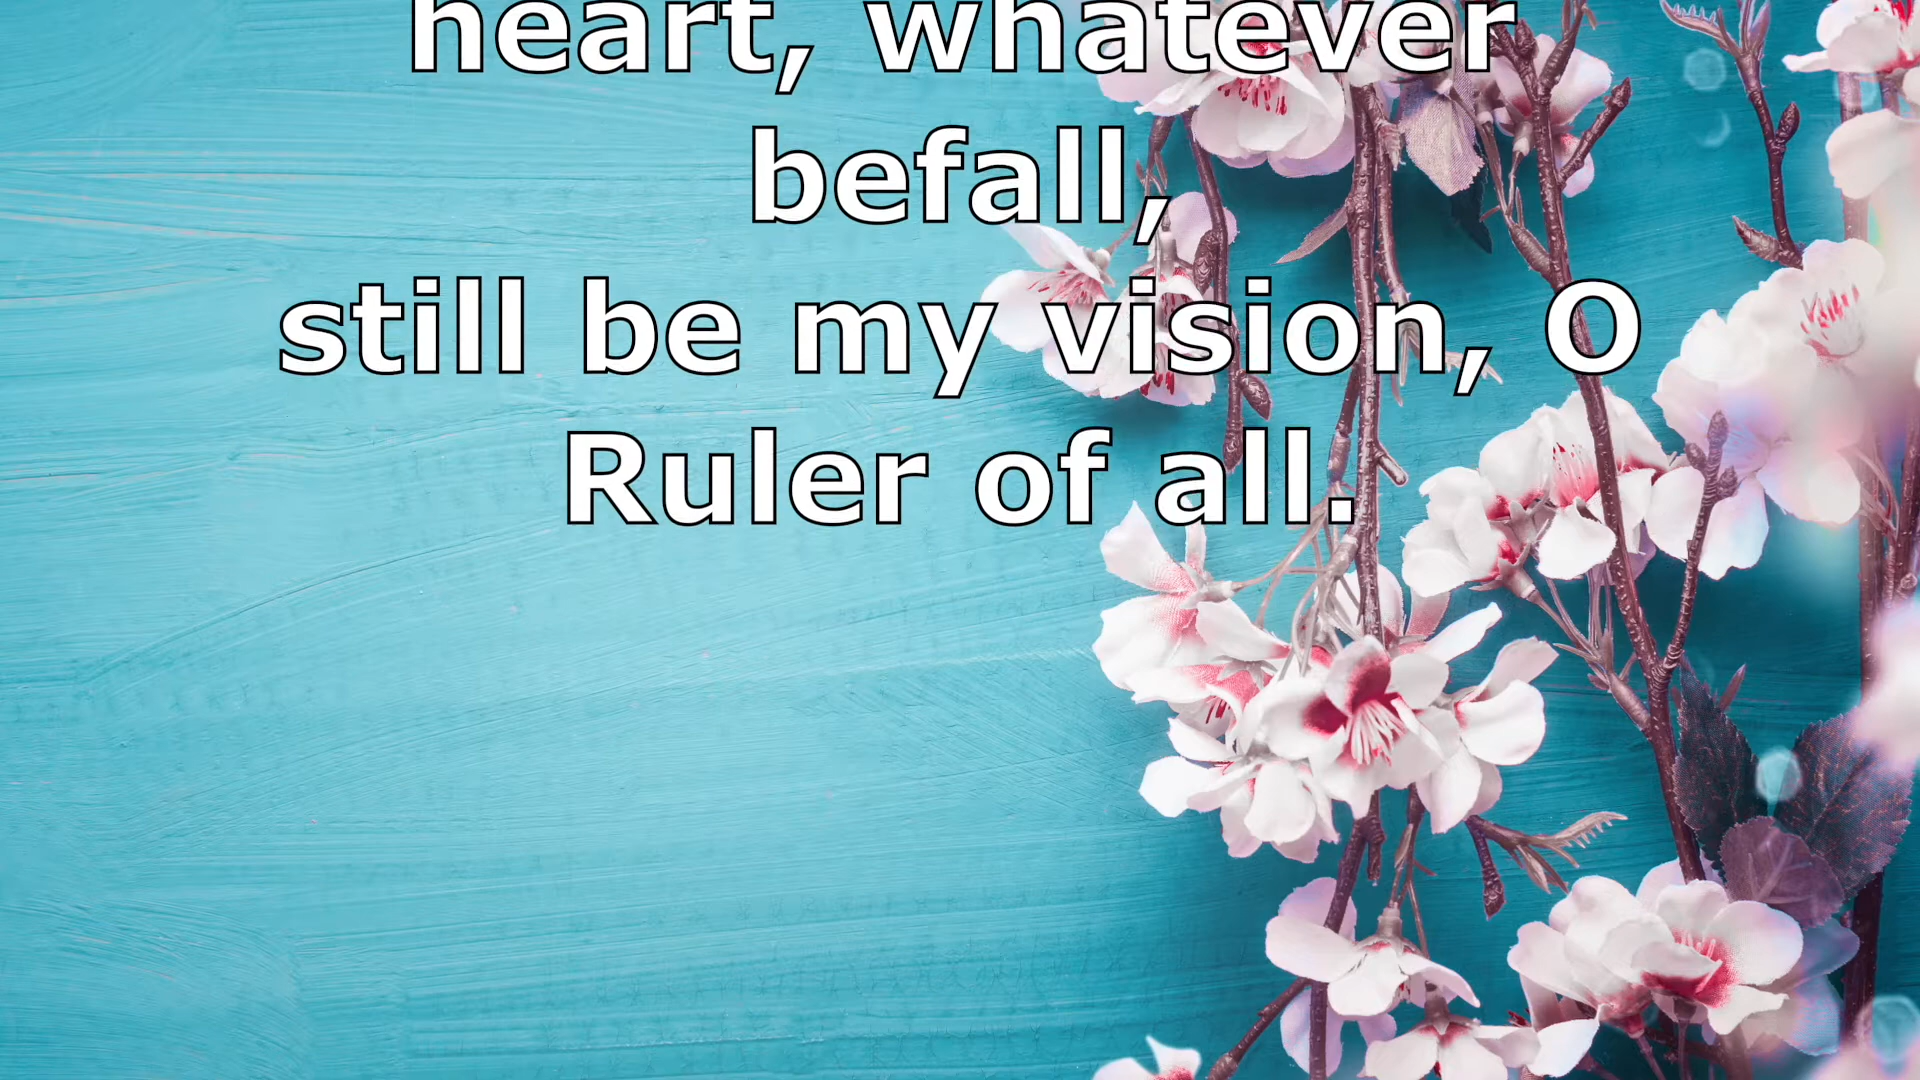 heart, whatever
befall,
still be my vision, O
Ruler of all.